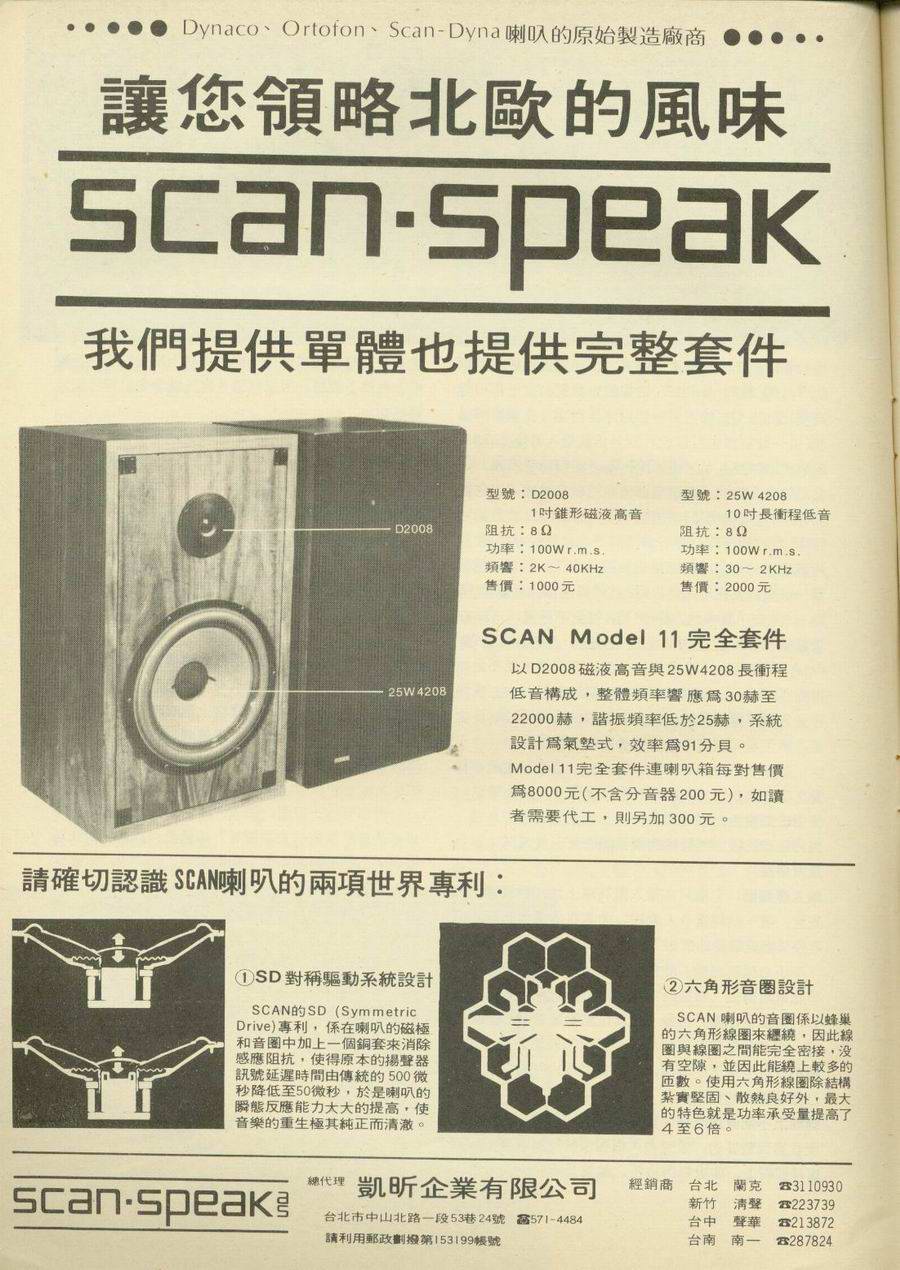 Dynaco、Ortofon、Scan-Dyna喇叭的原始製造廠商
讓您領略北歐的風味
scan·speak
我們提供單體也提供完整套件
D2008
25W4208
型號：D2008
1吋錐形磁液高音
阻抗：8Ω
功率：100W r.m.s.
頻響：2K～40KHz
售價：1000元
型號：25W 4208
10吋長衝程低音
阻抗：8Ω
功率：100W r.m.s.
頻響：30～2KHz
售價：2000元
SCAN Model 11 完全套件
以D2008磁液高音與25W4208長衝程
低音構成，整體頻率響應爲30赫至
22000赫，諧振頻率低於25赫，系統
設計爲氣墊式，效率爲91分貝。
Model 11完全套件連喇叭箱每對售價
爲8000元(不含分音器200元)，如讀
者需要代工，則另加300元。
請確切認識SCAN喇叭的兩項世界專利：
①SD對稱驅動系統設計
SCAN的SD (Symmetric
Drive)專利，係在喇叭的磁極
和音圈中加上一個銅套來消除
感應阻抗，使得原本的揚聲器
訊號延遲時間由傳統的500微
秒降低至50微秒，於是喇叭的
瞬態反應能力大大的提高，使
音樂的重生極其純正而清澈。
②六角形音圈設計
SCAN 喇叭的音圈係以蜂巢
的六角形線圈來纏繞，因此線
圈與線圈之間能完全密接，没
有空隙，並因此能繞上較多的
匝數。使用六角形線圈除結構
紮實堅固、散熱良好外，最大
的特色就是功率承受量提高了
4至6倍。
scan·speak a/s
總代理 凱昕企業有限公司
台北市中山北路一段53巷24號 ☎571-4484
請利用郵政劃撥第153199帳號
經銷商 台北 蘭克 ☎3110930
新竹 清聲 ☎223739
台中 聲華 ☎213872
台南 南一 ☎287824